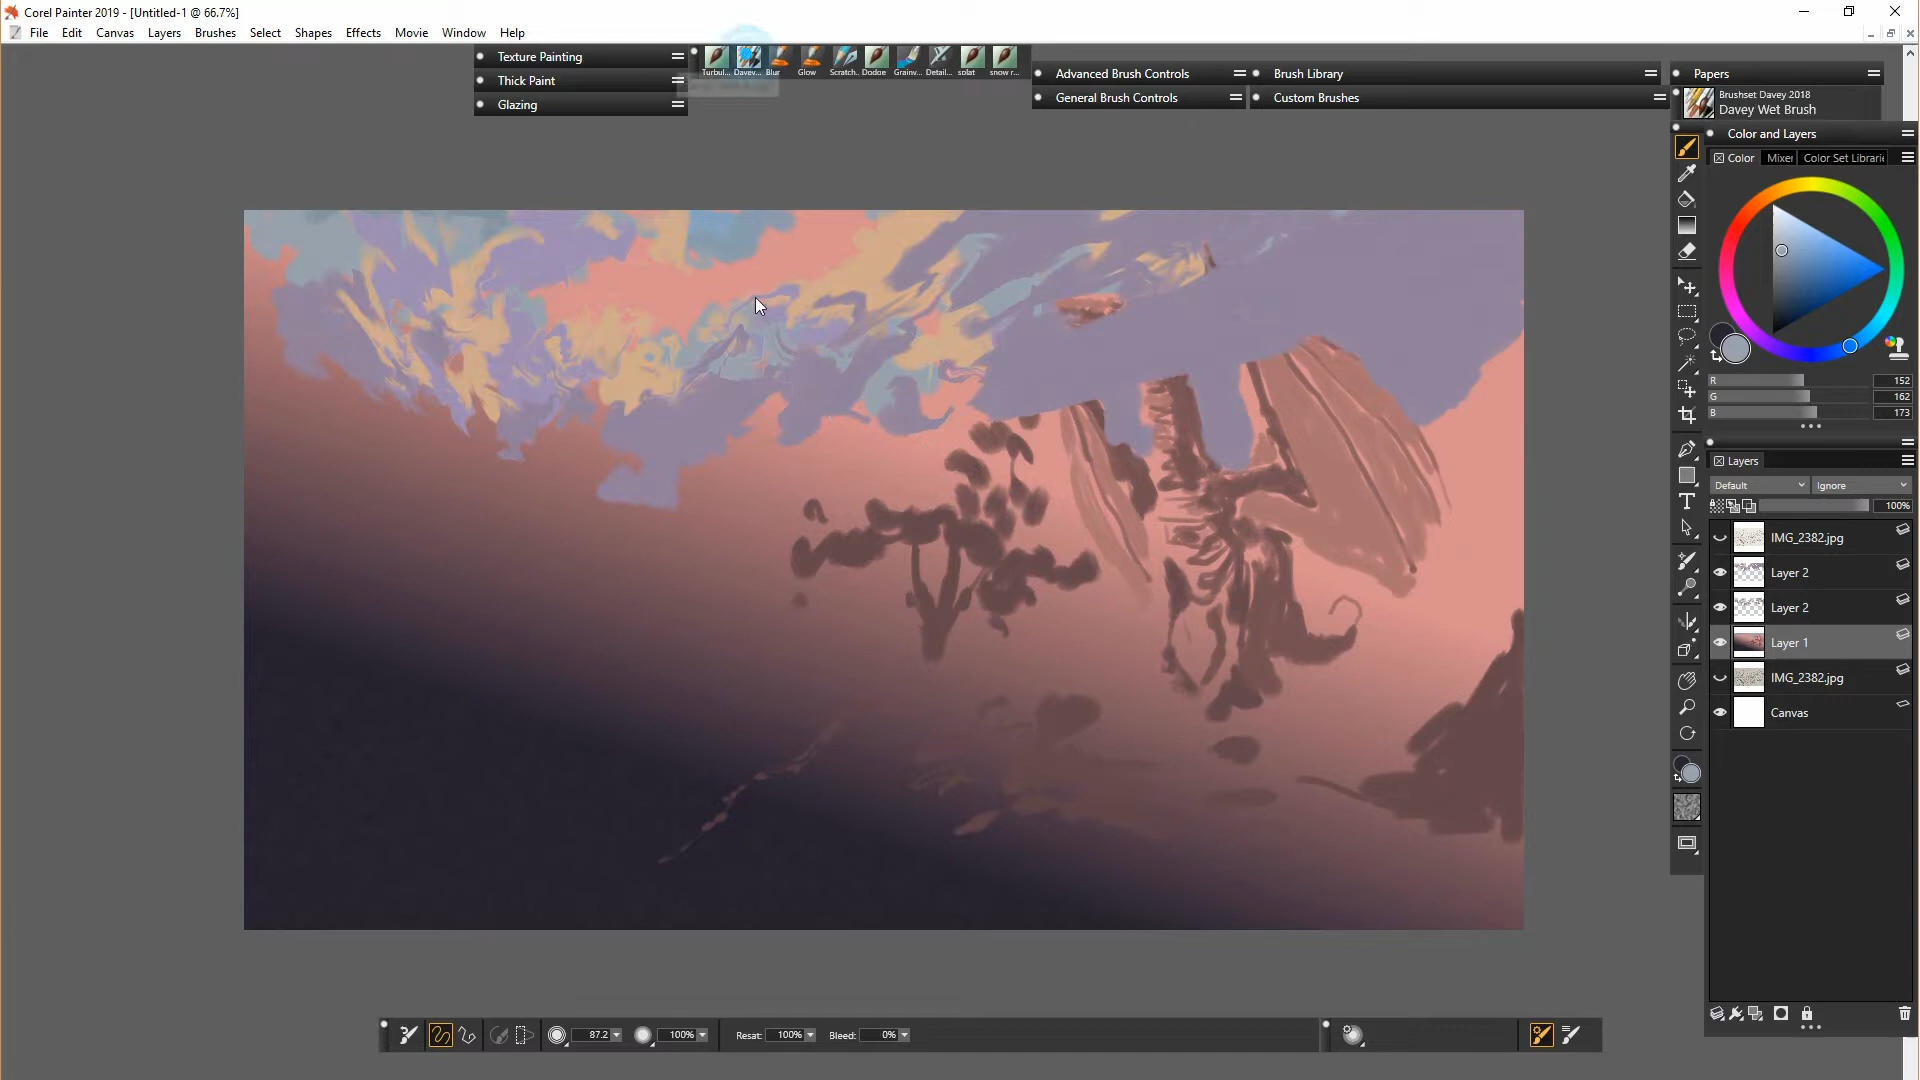 Corel Painter 2019 - [Untitled-1 @ 66.7%]
File Edit Canvas Layers Brushes Select Shapes Effects Movie Window Help
Texture Painting
Thick Paint
Glazing
Turbul... Davey... Blur Glow Scratch.. Dodge Grainy... Detail... solat snow r...
Advanced Brush Controls
General Brush Controls
Brush Library
Custom Brushes
Papers
Brushset Davey 2018
Davey Wet Brush
Color and Layers
Color Mixer Color Set Librarie
R 152
G 162
B 173
Layers
Default Ignore
100%
IMG_2382.jpg
Layer 2
Layer 2
Layer 1
IMG_2382.jpg
Canvas
87.2 100% Resat: 100% Bleed: 0%